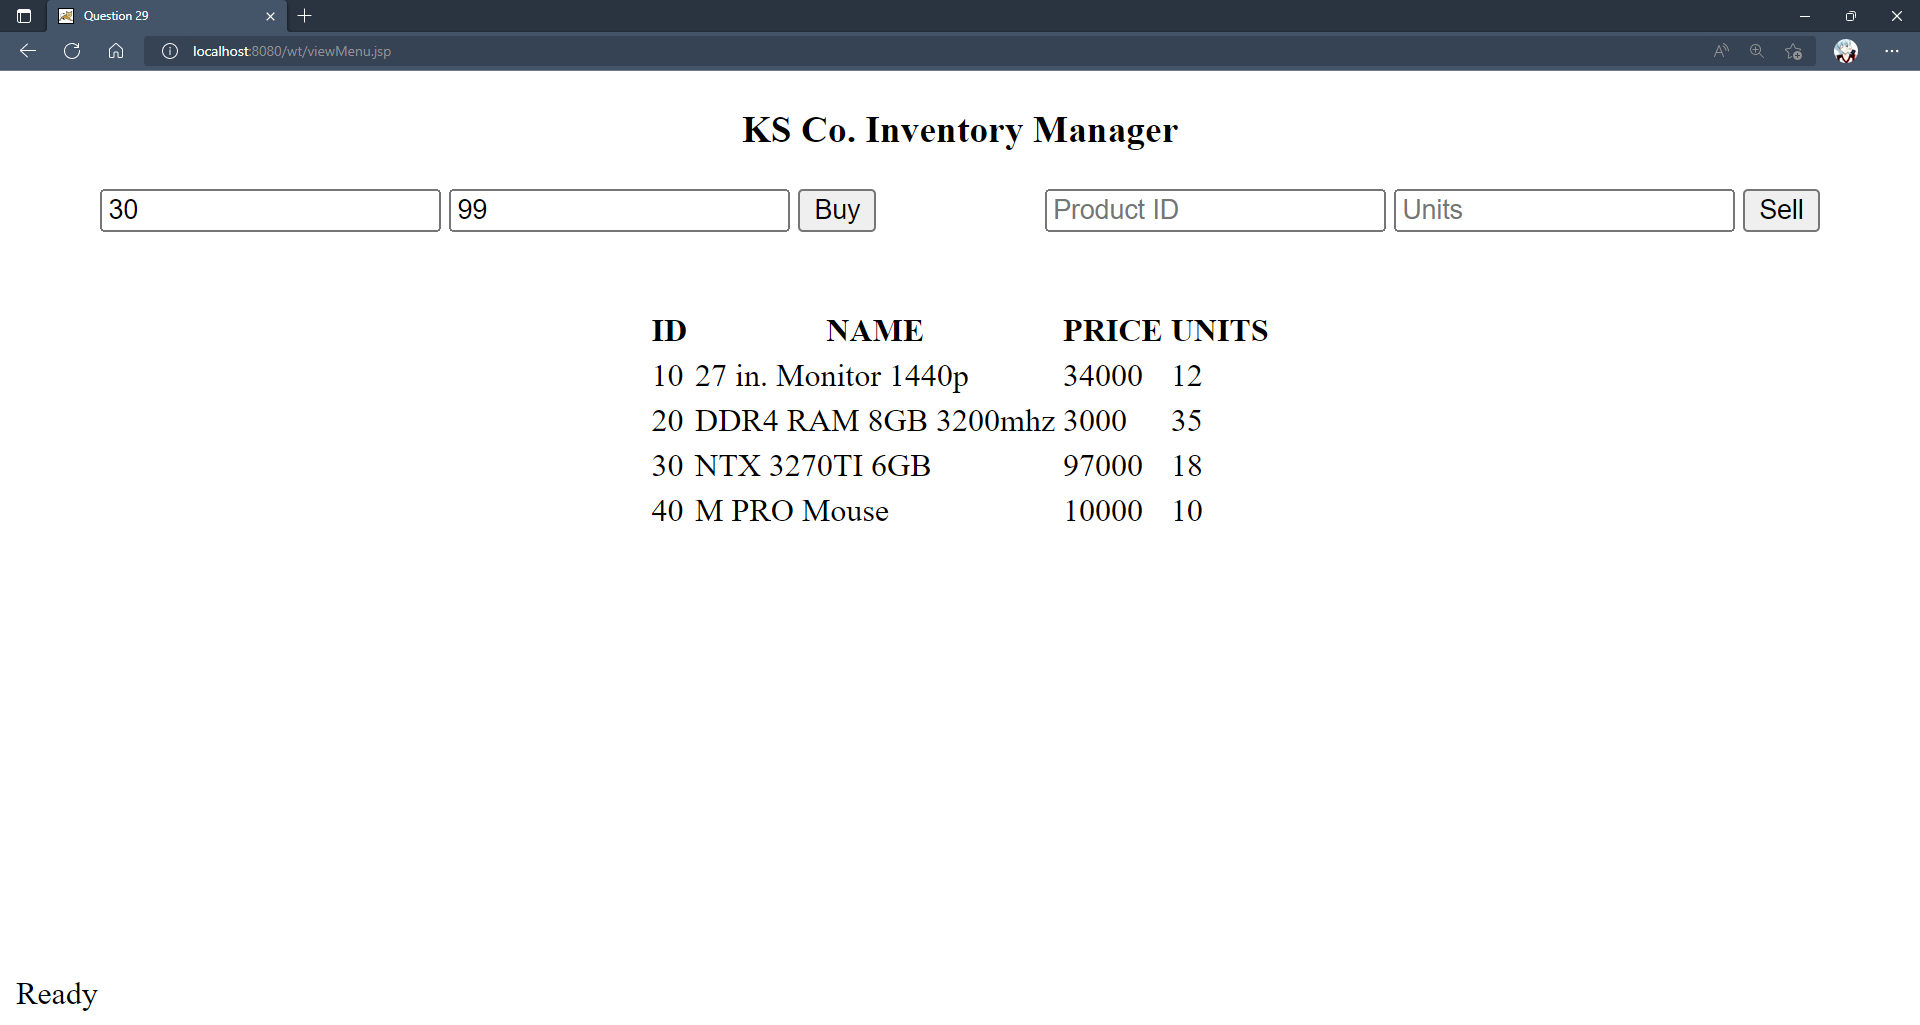 Question 29
localhost:8080/wt/viewMenu.jsp
KS Co. Inventory Manager
30 99 Buy Product ID Units Sell
ID NAME PRICE UNITS
10 27 in. Monitor 1440p 34000 12
20 DDR4 RAM 8GB 3200mhz 3000 35
30 NTX 3270TI 6GB 97000 18
40 M PRO Mouse 10000 10
Ready